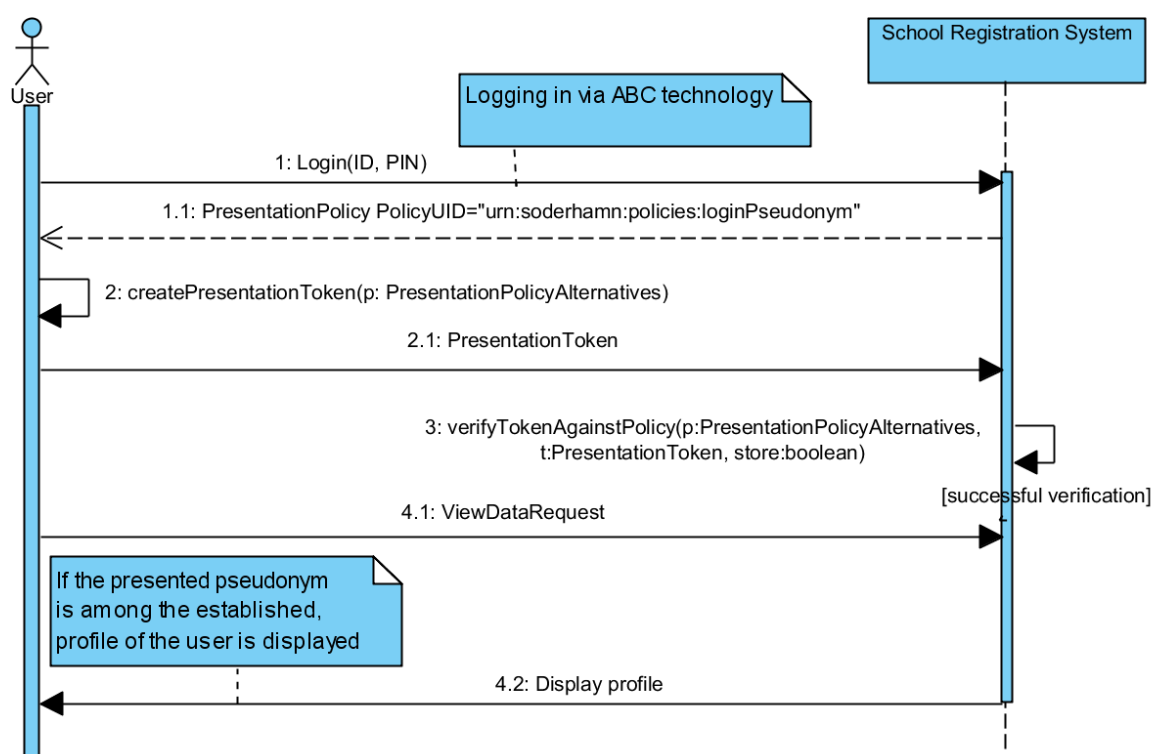 School Registration System
User
Logging in via ABC technology
1: Login(ID, PIN)
1.1: PresentationPolicy PolicyUID="urn:soderhamn:policies:loginPseudonym"
2: createPresentationToken(p: PresentationPolicyAlternatives)
2.1: PresentationToken
3: verifyTokenAgainstPolicy(p:PresentationPolicyAlternatives,
t:PresentationToken, store:boolean)
[successful verification]
4.1: ViewDataRequest
If the presented pseudonym
is among the established,
profile of the user is displayed
4.2: Display profile